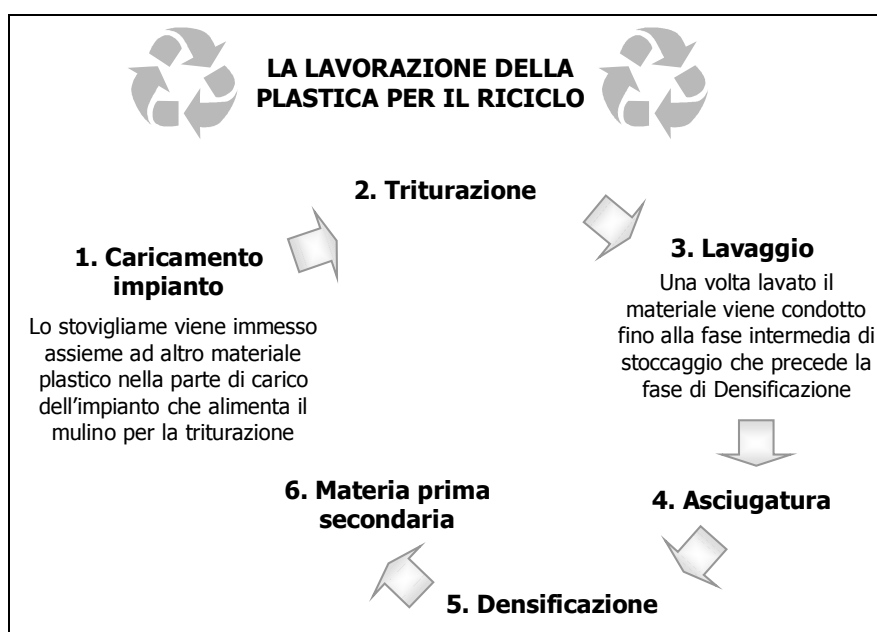 LA LAVORAZIONE DELLA
PLASTICA PER IL RICICLO
2. Triturazione
1. Caricamento
impianto
Lo stovigliame viene immesso
assieme ad altro materiale
plastico nella parte di carico
dell'impianto che alimenta il
mulino per la triturazione
3. Lavaggio
Una volta lavato il
materiale viene condotto
fino alla fase intermedia di
stoccaggio che precede la
fase di Densificazione
4. Asciugatura
5. Densificazione
6. Materia prima
secondaria